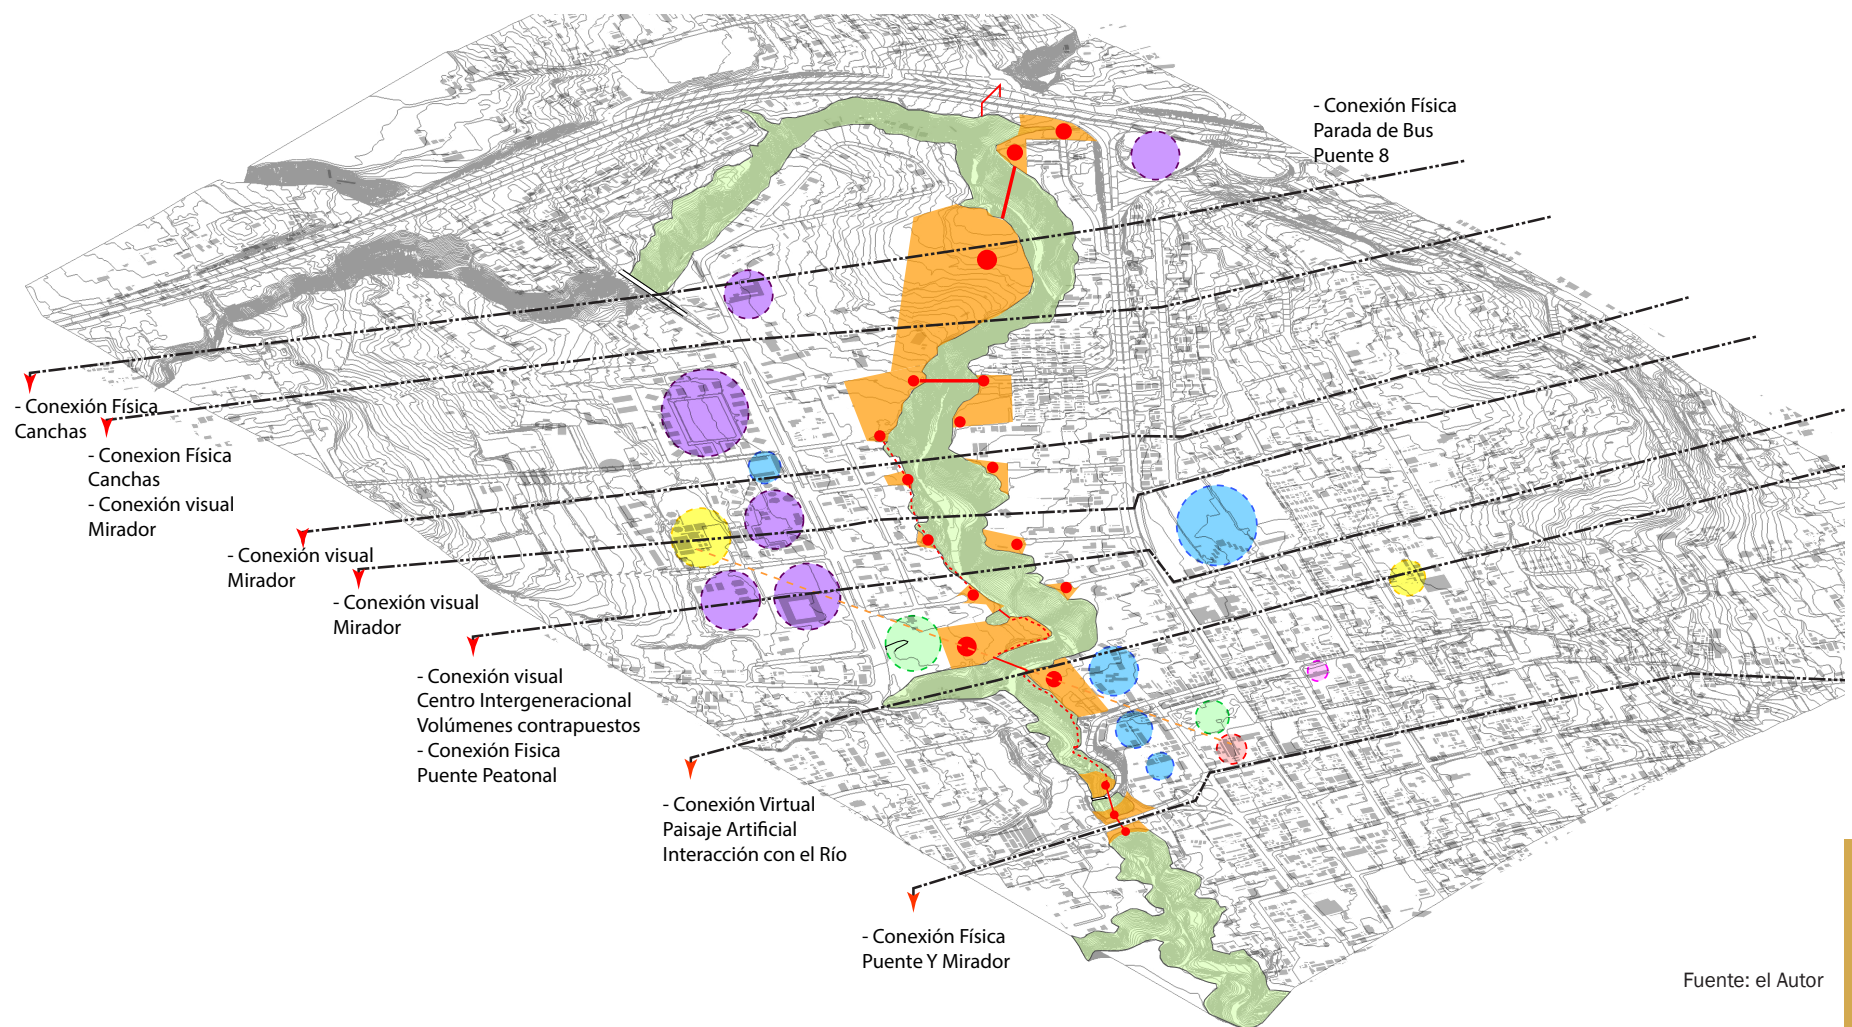 - Conexión Física
Parada de Bus
Puente 8
- Conexión Física
Canchas
- Conexion Física
Canchas
- Conexión visual
Mirador
- Conexión visual
Mirador
- Conexión visual
Mirador
- Conexión visual
Centro Intergeneracional
Volúmenes contrapuestos
- Conexión Fisica
Puente Peatonal
- Conexión Virtual
Paisaje Artificial
Interacción con el Río
- Conexión Física
Puente Y Mirador
Fuente: el Autor